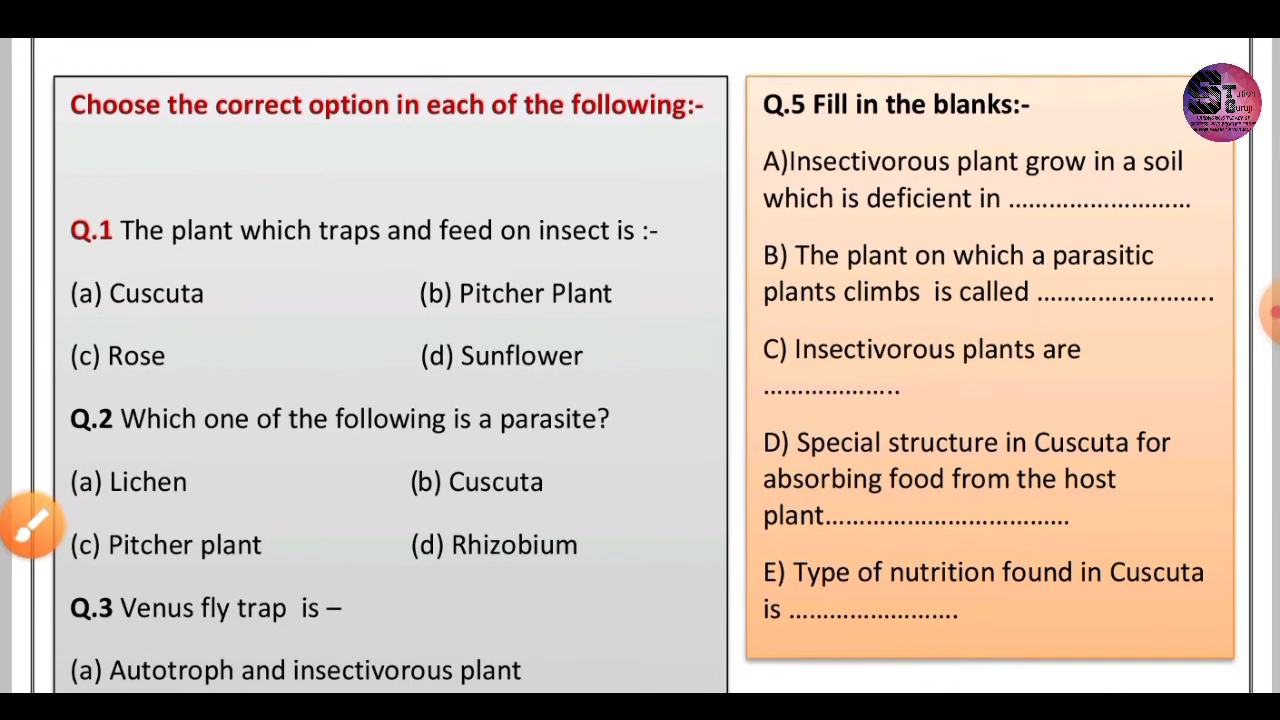 Choose the correct option in each of the following:-
Q.1 The plant which traps and feed on insect is :-
(a) Cuscuta (b) Pitcher Plant
(c) Rose (d) Sunflower
Q.2 Which one of the following is a parasite?
(a) Lichen (b) Cuscuta
(c) Pitcher plant (d) Rhizobium
Q.3 Venus fly trap is –
(a) Autotroph and insectivorous plant
Q.5 Fill in the blanks:-
A)Insectivorous plant grow in a soil
which is deficient in ...........................
B) The plant on which a parasitic
plants climbs is called ..........................
C) Insectivorous plants are
....................
D) Special structure in Cuscuta for
absorbing food from the host
plant....................................
E) Type of nutrition found in Cuscuta
is .........................
ST
ution
Guruji